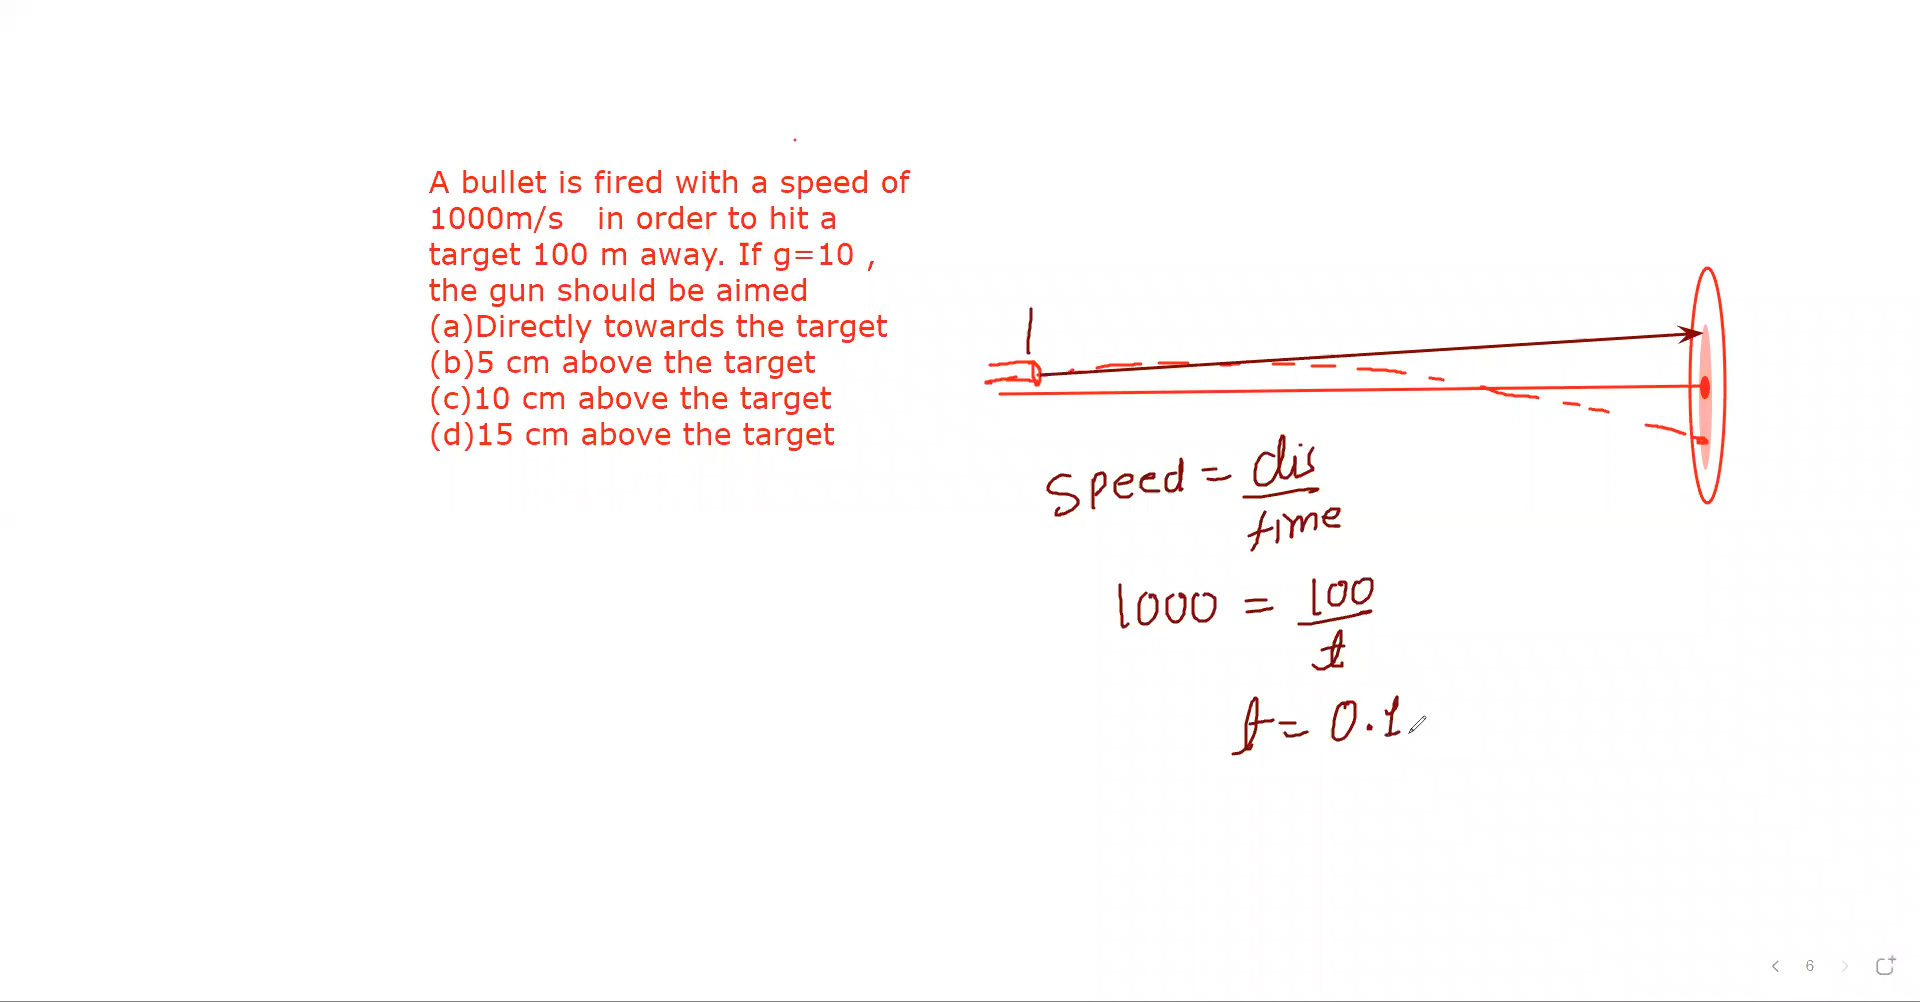 A bullet is fired with a speed of
1000m/s in order to hit a
target 100 m away. If g=10 ,
the gun should be aimed
(a)Directly towards the target
(b)5 cm above the target
(c)10 cm above the target
(d)15 cm above the target
Speed = dis
time
1000 = 100
t
t = 0.1
6